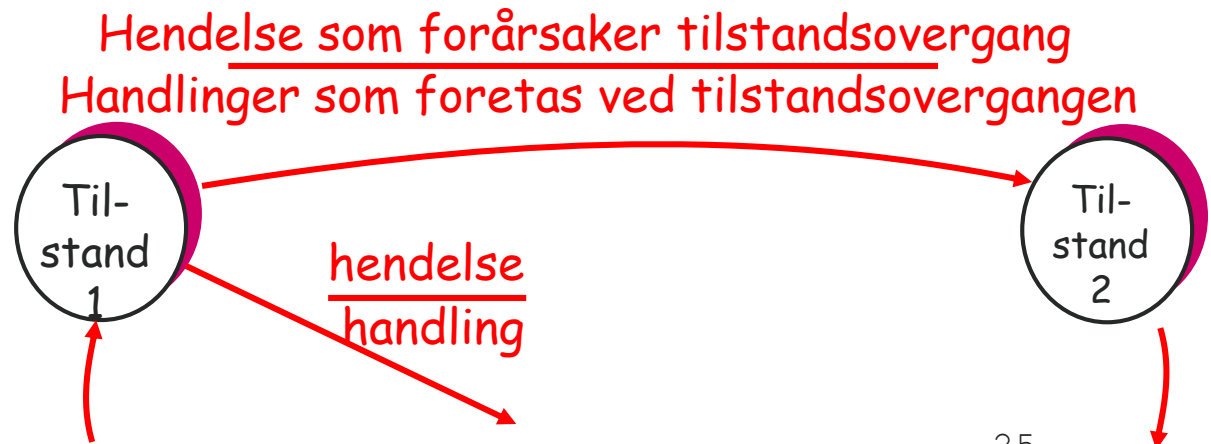 Hendelse som forårsaker tilstandsovergang
Handlinger som foretas ved tilstandsovergangen
Til-
stand
1
Til-
stand
2
hendelse
handling